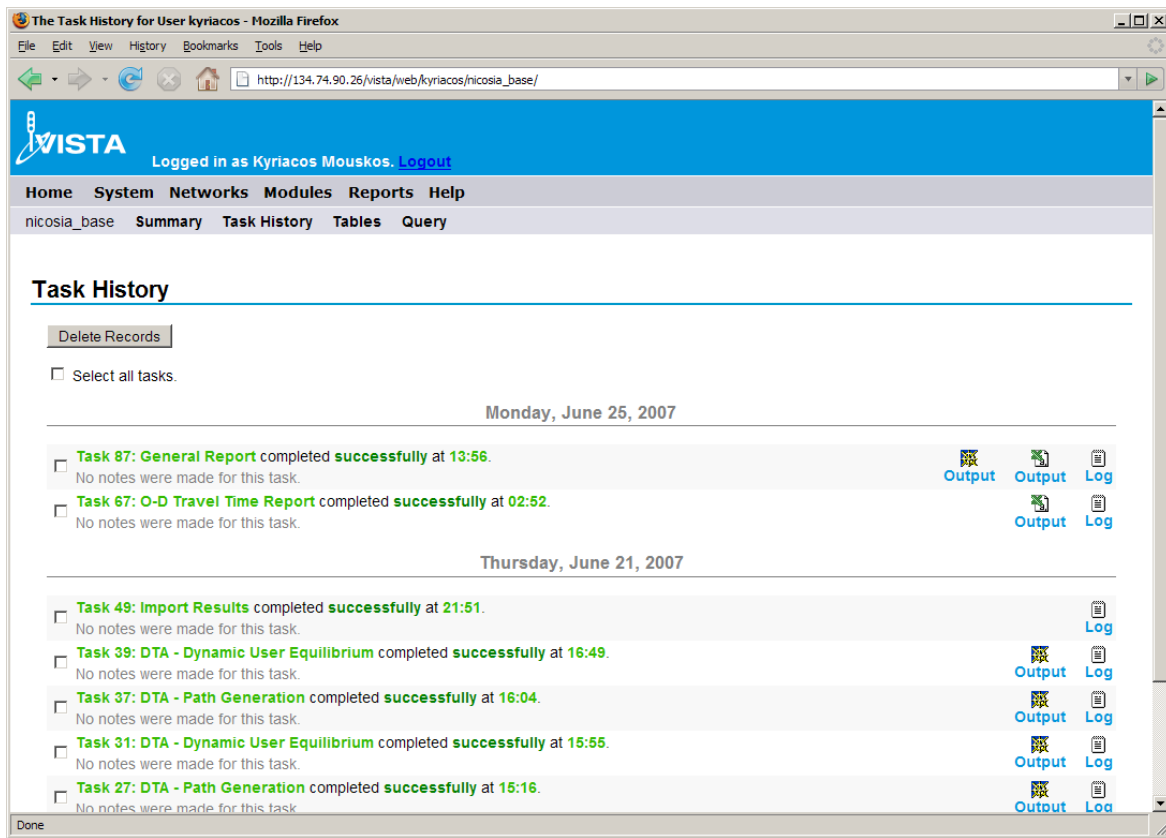 The Task History for User kyriacos - Mozilla Firefox
File Edit View History Bookmarks Tools Help
http://134.74.90.26/vista/web/kyriacos/nicosia_base/
VISTA
Logged in as Kyriacos Mouskos. Logout
Home System Networks Modules Reports Help
nicosia_base Summary Task History Tables Query
Task History
Delete Records
Select all tasks.
Monday, June 25, 2007
Task 87: General Report completed successfully at 13:56.
No notes were made for this task.
Output Output Log
Task 67: O-D Travel Time Report completed successfully at 02:52.
No notes were made for this task.
Output Log
Thursday, June 21, 2007
Task 49: Import Results completed successfully at 21:51.
No notes were made for this task.
Log
Task 39: DTA - Dynamic User Equilibrium completed successfully at 16:49.
No notes were made for this task.
Output Log
Task 37: DTA - Path Generation completed successfully at 16:04.
No notes were made for this task.
Output Log
Task 31: DTA - Dynamic User Equilibrium completed successfully at 15:55.
No notes were made for this task.
Output Log
Task 27: DTA - Path Generation completed successfully at 15:16.
No notes were made for this task.
Output Log
Done